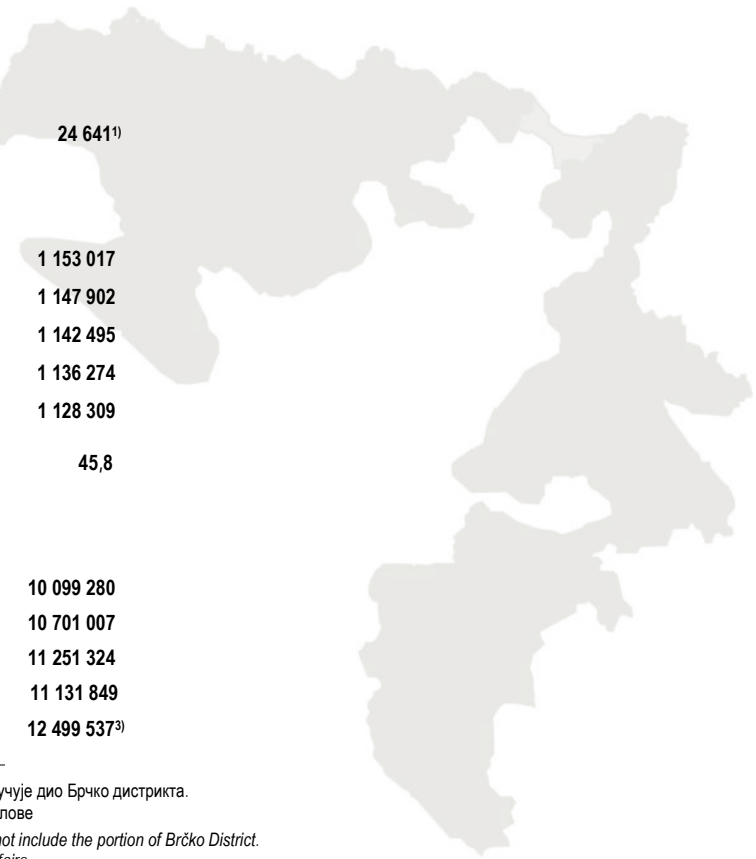 24 641¹⁾
1 153 017
1 147 902
1 142 495
1 136 274
1 128 309
45,8
10 099 280
10 701 007
11 251 324
11 131 849
12 499 537³⁾
дио Брчко дистрикта.
not include the portion of Brčko District.